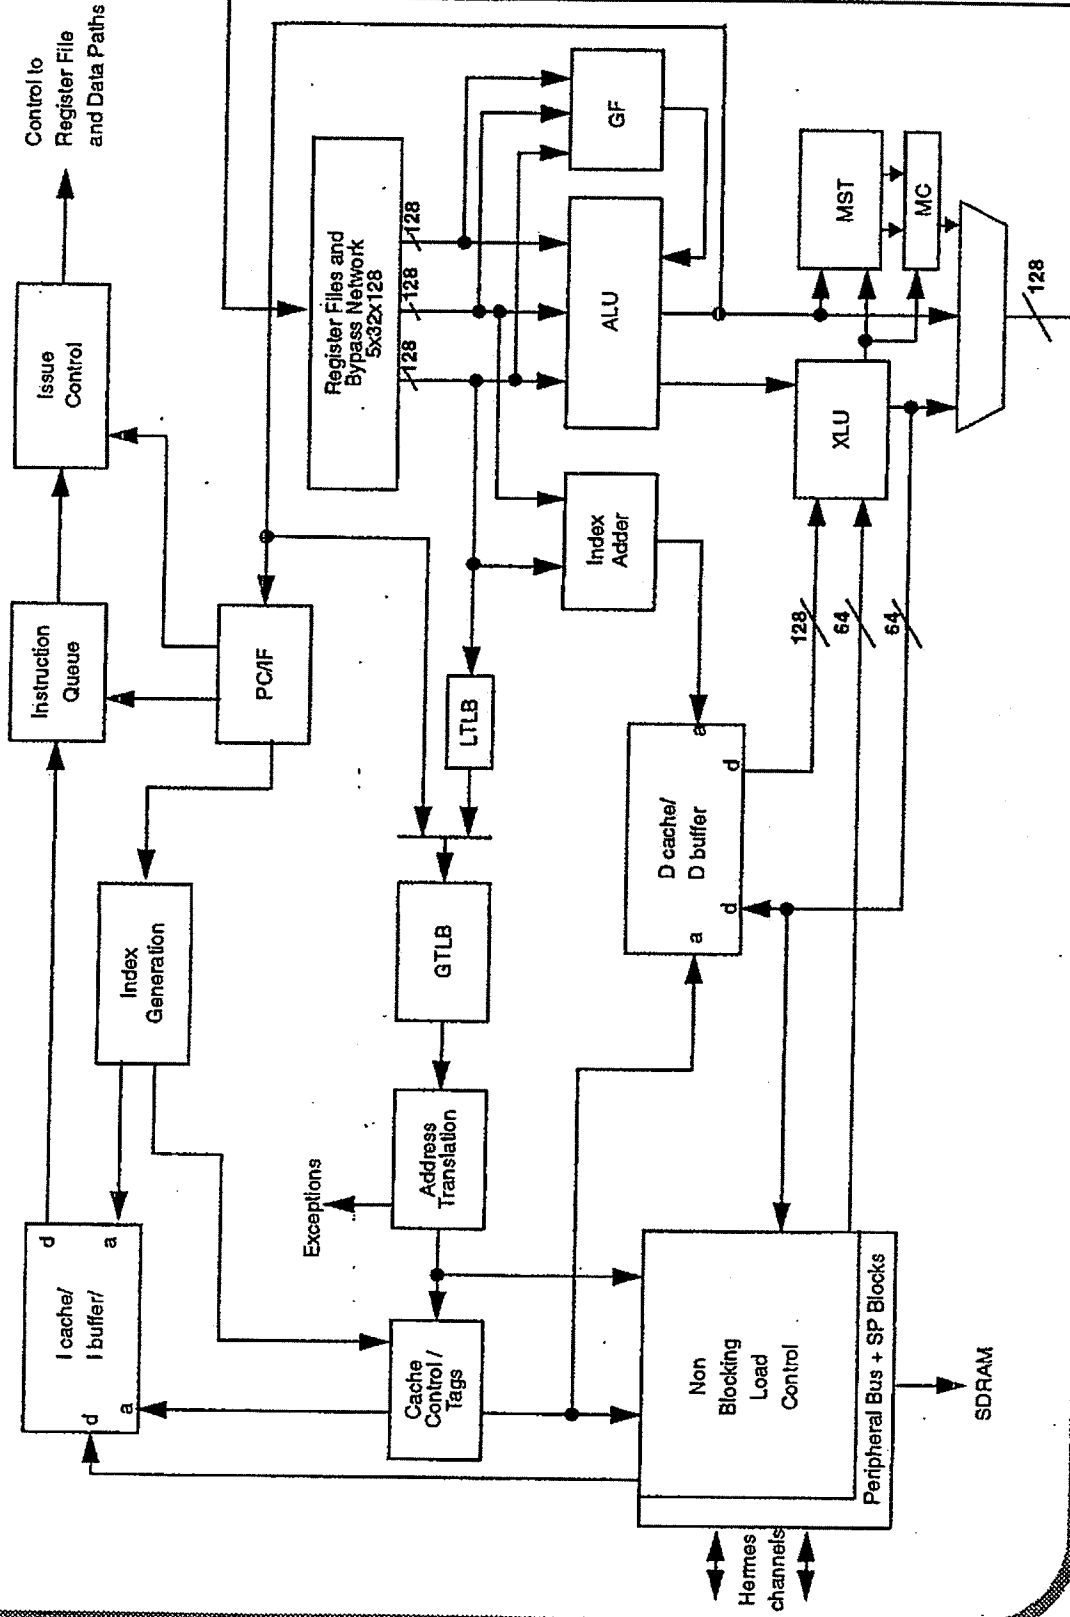 Control to
Register File
and Data Paths
Issue
Control
Instruction
Queue
PC/IF
Index
Generation
d
a
I cache/
I buffer/
d
a
Register Files and
Bypass Network
5x32x128
128
128
128
GF
ALU
Index
Adder
LTLB
GTLB
Address
Translation
Exceptions
Cache
Control /
Tags
MST
MC
XLU
128
128
64
64
a
d
D cache/
D buffer
d
a
Non
Blocking
Load
Control
Peripheral Bus + SP Blocks
SDRAM
Hermes
channels